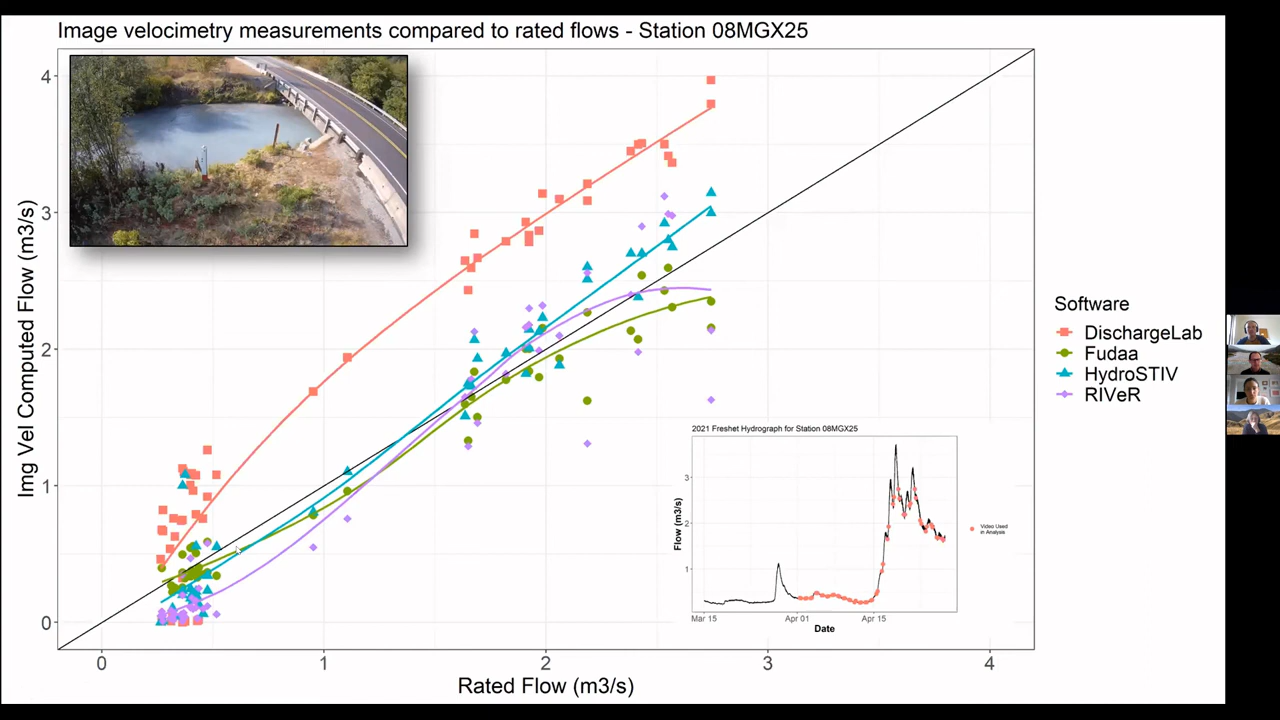 Image velocimetry measurements compared to rated flows - Station 08MGX25
4
3
2
1
0
Img Vel Computed Flow (m3/s)
0
1
2
3
4
Rated Flow (m3/s)
Software
DischargeLab
Fudaa
HydroSTIV
RIVeR
2021 Freshet Hydrograph for Station 08MGX25
3
2
1
Flow (m3/s)
Mar 15
Apr 01
Apr 15
Date
Video Used
in Analysis